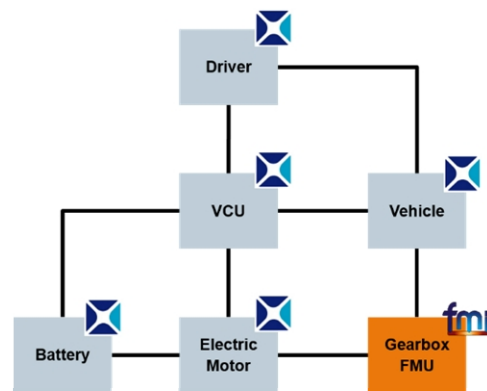 Driver
VCU
Vehicle
Battery
Electric
Motor
fmi
Gearbox
FMU